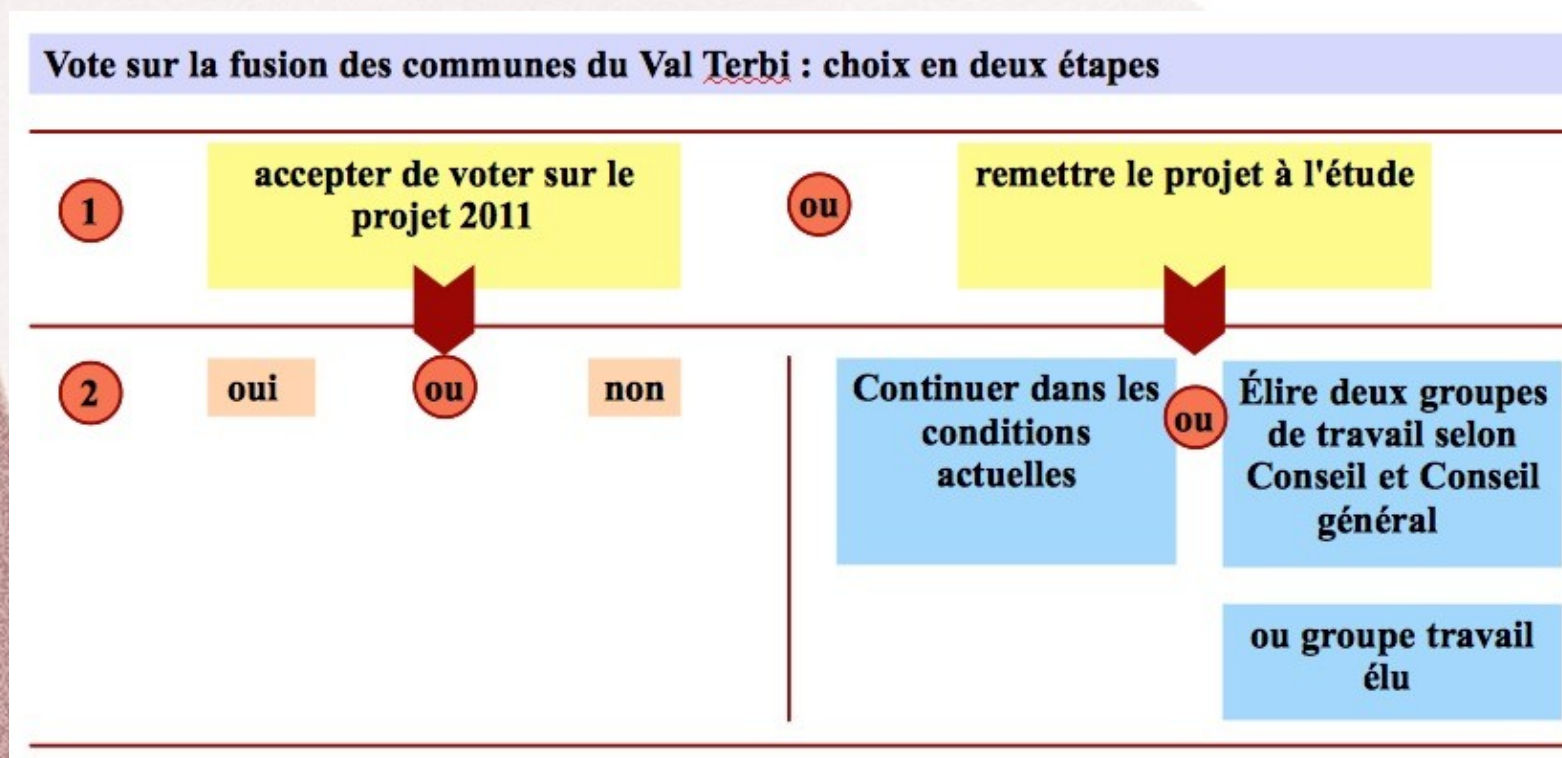 Vote sur la fusion des communes du Val Terbi : choix en deux étapes
1
accepter de voter sur le
projet 2011
ou
remettre le projet à l'étude
2
oui
ou
non
Continuer dans les
conditions
actuelles
ou
Élire deux groupes
de travail selon
Conseil et Conseil
général
ou groupe travail
élu